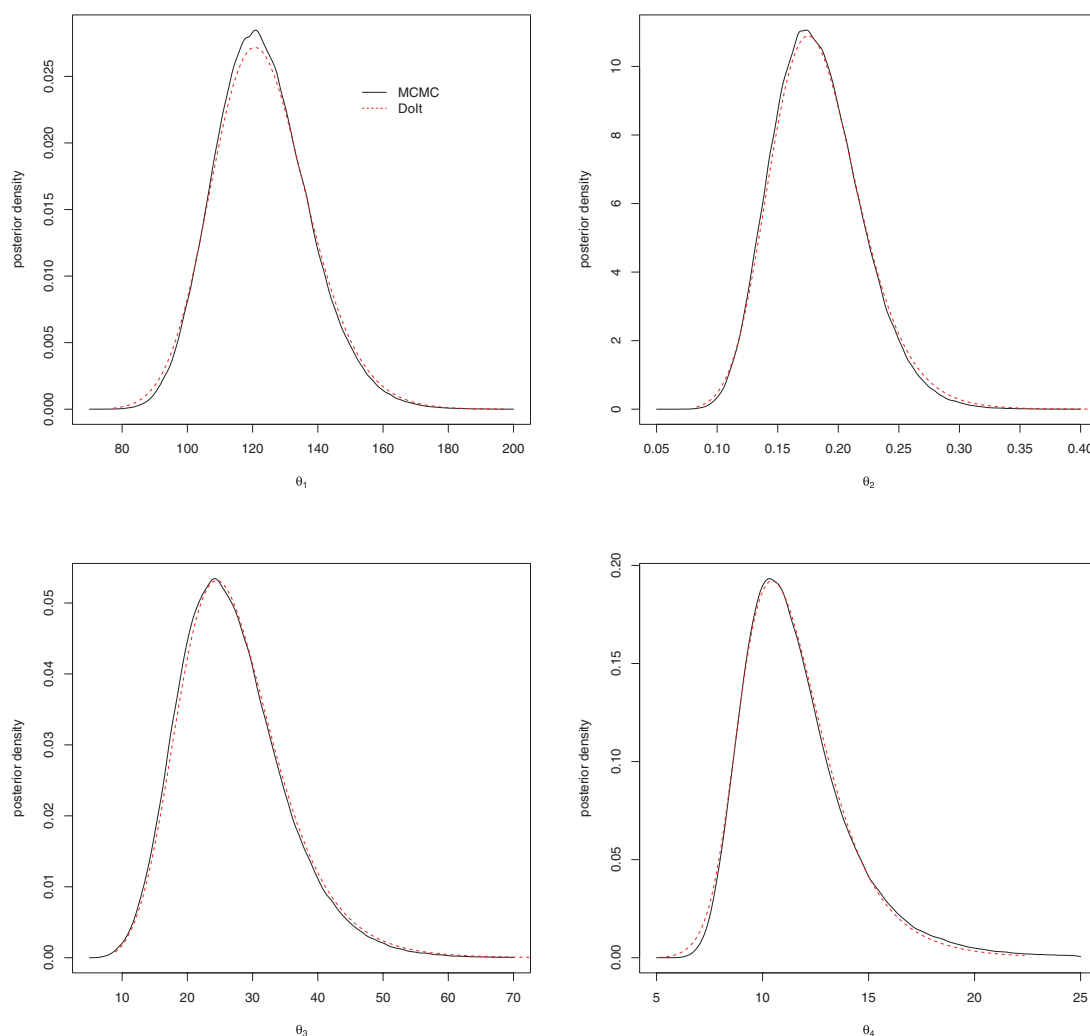 posterior density
0.000 0.005 0.010 0.015 0.020 0.025
80 100 120 140 160 180 200
θ1
MCMC
DoIt
posterior density
0 2 4 6 8 10
0.05 0.10 0.15 0.20 0.25 0.30 0.35 0.40
θ2
posterior density
0.00 0.01 0.02 0.03 0.04 0.05
10 20 30 40 50 60 70
θ3
posterior density
0.00 0.05 0.10 0.15 0.20
5 10 15 20 25
θ4